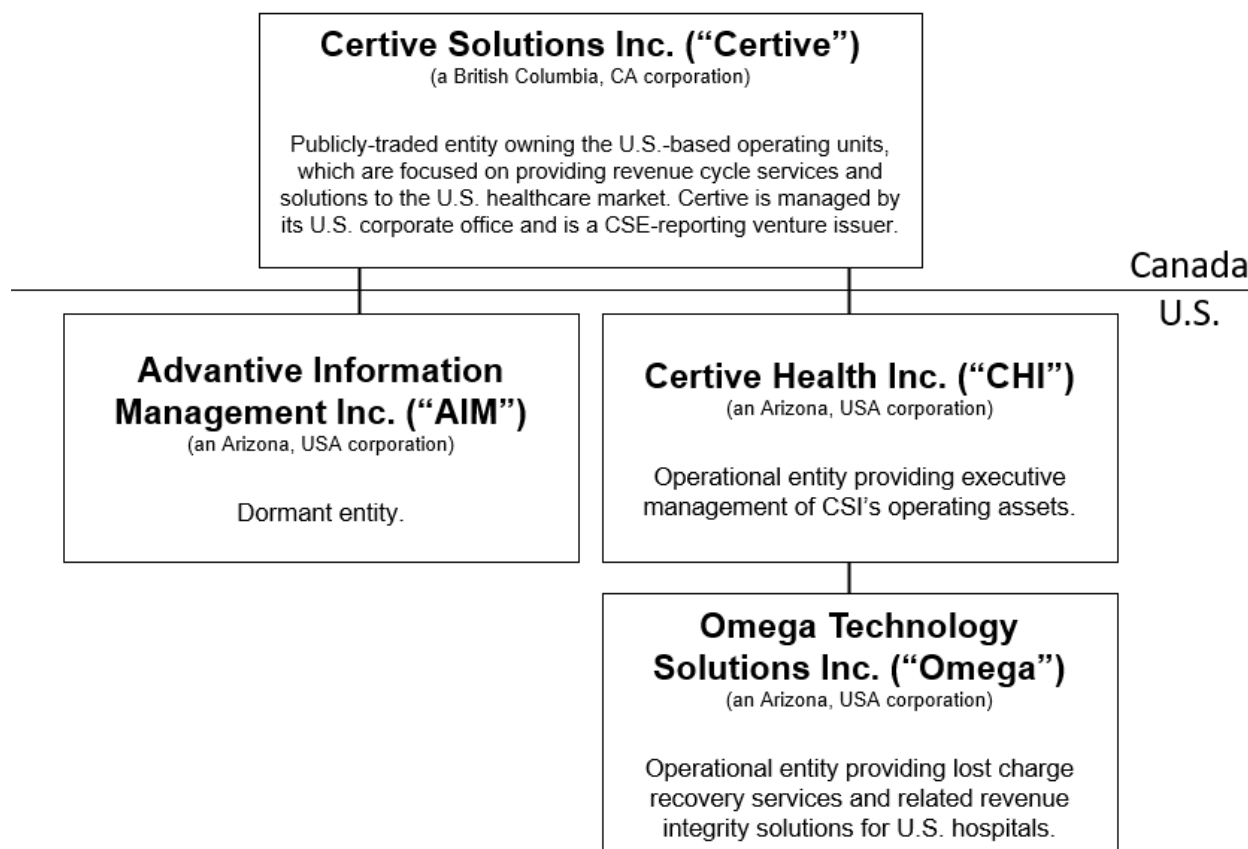 Certive Solutions Inc. (“Certive”)
(a British Columbia, CA corporation)
Publicly-traded entity owning the U.S.-based operating units,
which are focused on providing revenue cycle services and
solutions to the U.S. healthcare market. Certive is managed by
its U.S. corporate office and is a CSE-reporting venture issuer.
Canada
U.S.
Advantive Information
Management Inc. (“AIM”)
(an Arizona, USA corporation)
Dormant entity.
Certive Health Inc. (“CHI”)
(an Arizona, USA corporation)
Operational entity providing executive
management of CSI’s operating assets.
Omega Technology
Solutions Inc. (“Omega”)
(an Arizona, USA corporation)
Operational entity providing lost charge
recovery services and related revenue
integrity solutions for U.S. hospitals.